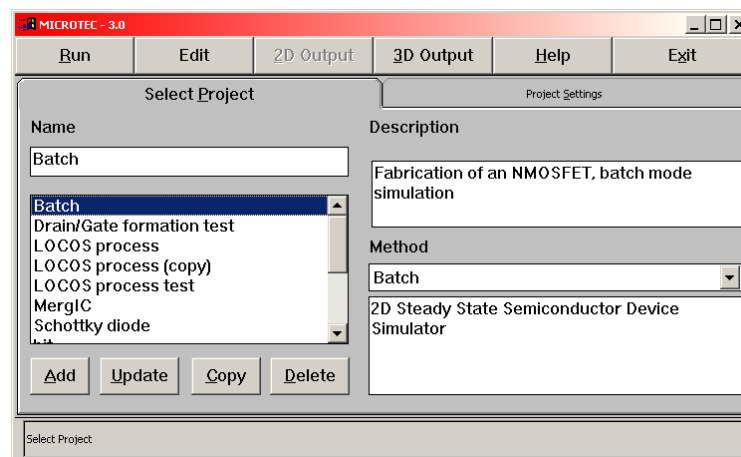 MICROTEC - 3.0
Run Edit 2D Output 3D Output Help Exit
Select Project Project Settings
Name
Batch
Batch
Drain/Gate formation test
LOCOS process
LOCOS process (copy)
LOCOS process test
MergIC
Schottky diode
Add Update Copy Delete
Description
Fabrication of an NMOSFET, batch mode
simulation
Method
Batch
2D Steady State Semiconductor Device
Simulator
Select Project